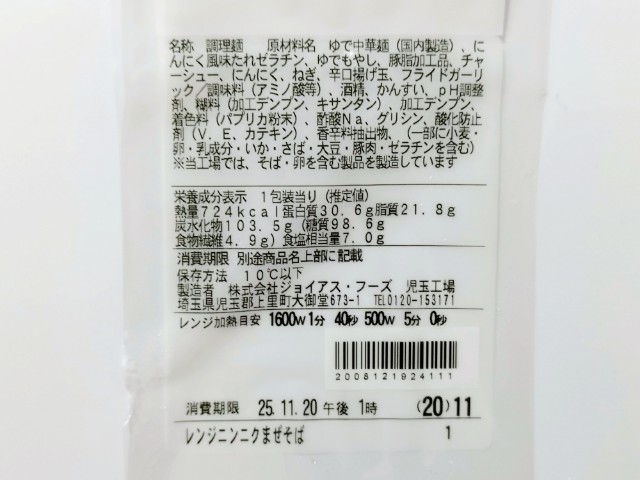 名称 調理麺 原材料名 ゆで中華麺（国内製造）、に
んにく風味たれゼラチン、ゆでもやし、豚脂加工品、チャ
ーシュー、にんにく、ねぎ、辛口揚げ玉、フライドガーリ
ック／調味料（アミノ酸等）、酒精、かんすい、pH調整
剤、糊料（加工デンプン、キサンタン）、加工デンプン、
着色料（パプリカ粉末）、酢酸Na、グリシン、酸化防止
剤（V.E、カテキン）、香辛料抽出物、（一部に小麦・
卵・乳成分・いか・さば・大豆・豚肉・ゼラチンを含む）
※当工場では、そば・卵を含む製品を製造しています
栄養成分表示 1包装当り（推定値）
熱量724kcal蛋白質30.6g脂質21.8g
炭水化物103.5g（糖質98.6g
食物繊維4.9g）食塩相当量7.0g
消費期限 別途商品名上部に記載
保存方法 10℃以下
製造者 株式会社ジョイアス・フーズ 児玉工場
埼玉県児玉郡上里町大御堂673-1 TEL0120-153171
レンジ加熱目安 1600W1分 40秒 500W 5分 0秒
2008121924111
消費期限 25.11.20午後1時 (20)11
レンジニンニクまぜそば 1